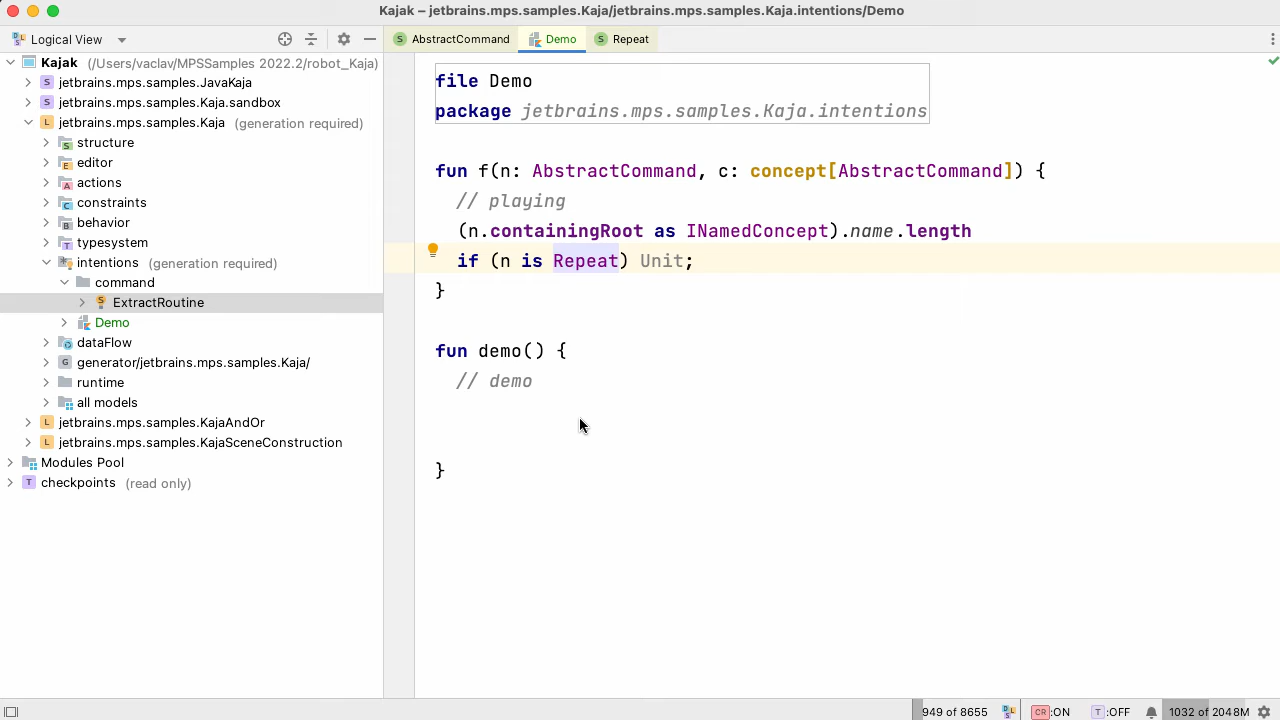 Kajak – jetbrains.mps.samples.Kaja/jetbrains.mps.samples.Kaja.intentions/Demo
Logical View
S AbstractCommand
Demo
S Repeat
Kajak (/Users/vaclav/MPSSamples 2022.2/robot_Kaja)
S jetbrains.mps.samples.JavaKaja
S jetbrains.mps.samples.Kaja.sandbox
L jetbrains.mps.samples.Kaja (generation required)
S structure
E editor
A actions
C constraints
B behavior
T typesystem
intentions (generation required)
command
S ExtractRoutine
Demo
dataFlow
G generator/jetbrains.mps.samples.Kaja/
runtime
all models
L jetbrains.mps.samples.KajaAndOr
L jetbrains.mps.samples.KajaSceneConstruction
Modules Pool
T checkpoints (read only)
file Demo
package jetbrains.mps.samples.Kaja.intentions
fun f(n: AbstractCommand, c: concept[AbstractCommand]) {
// playing
(n.containingRoot as INamedConcept).name.length
if (n is Repeat) Unit;
}
fun demo() {
// demo
}
949 of 8655
CR:ON
T:OFF
1032 of 2048M